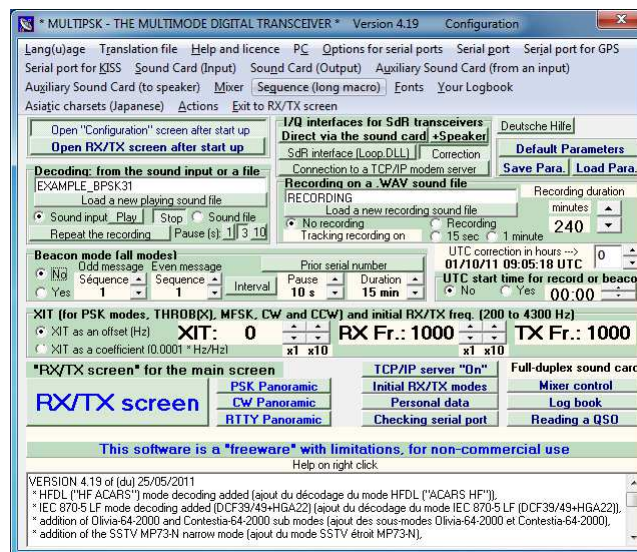 * MULTIPSK - THE MULTIMODE DIGITAL TRANSCEIVER * Version 4.19 Configuration
Lang(u)age Translation file Help and licence PC Options for serial ports Serial port Serial port for GPS
Serial port for KISS Sound Card (Input) Sound Card (Output) Auxiliary Sound Card (from an input)
Auxiliary Sound Card (to speaker) Mixer Sequence (long macro) Fonts Your Logbook
Asiatic charsets (Japanese) Actions Exit to RX/TX screen
Open "Configuration" screen after start up
Open RX/TX screen after start up
I/Q interfaces for SdR transceivers
Direct via the sound card +Speaker
SdR interface (Loop.DLL) Correction
Connection to a TCP/IP modem server
Deutsche Hilfe
Default Parameters
Save Para. Load Para.
Decoding: from the sound input or a file
EXAMPLE_BPSK31
Load a new playing sound file
Sound input Play Stop Sound file
Repeat the recording Pause (s): 1 3 10
Recording on a .WAV sound file
RECORDING
Load a new recording sound file
No recording Recording
Tracking recording on 15 sec 1 minute
Recording duration
minutes
240
Beacon mode (all modes)
No Odd message Even message
Yes Séquence 1 Sequence 1
Interval
Prior serial number
Pause 10 s Duration 15 min
UTC correction in hours ---> 0
01/10/11 09:05:18 UTC
UTC start time for record or beaco
No Yes 00:00
XIT (for PSK modes, THROB(X), MFSK, CW and CCW) and initial RX/TX freq. (200 to 4300 Hz)
XIT as an offset (Hz) XIT: 0 RX Fr.: 1000 TX Fr.: 1000
XIT as a coefficient (0.0001 * Hz/Hz) x1 x10 x1 x10
"RX/TX screen" for the main screen
RX/TX screen
PSK Panoramic
CW Panoramic
RTTY Panoramic
TCP/IP server "On"
Initial RX/TX modes
Personal data
Checking serial port
Full-duplex sound card
Mixer control
Log book
Reading a QSO
This software is a "freeware" with limitations, for non-commercial use
Help on right click
VERSION 4.19 of (du) 25/05/2011
* HFDL ("HF ACARS") mode decoding added (ajout du décodage du mode HFDL ("ACARS HF")),
* IEC 870-5 LF mode decoding added (DCF39/49+HGA22) (ajout du décodage du mode IEC 870-5 LF (DCF39/49+HGA22)),
* addition of Olivia-64-2000 and Contestia-64-2000 sub modes (ajout des sous-modes Olivia-64-2000 et Contestia-64-2000),
* addition of the SSTV MP73-N narrow mode (ajout du mode SSTV étroit MP73-N),